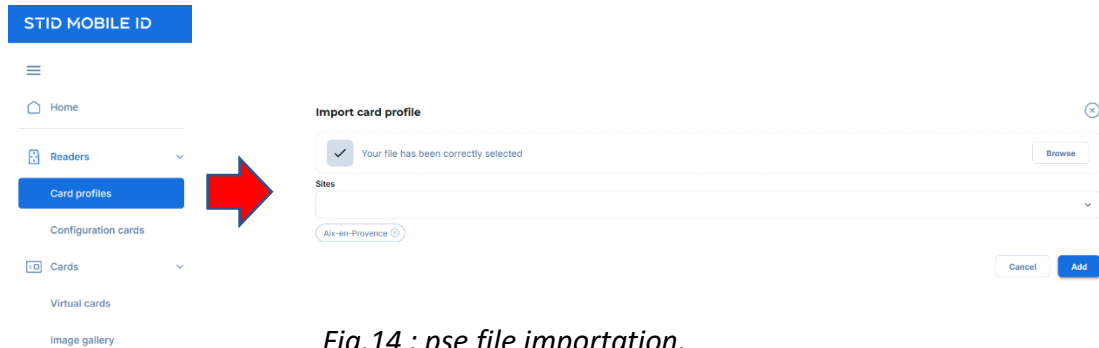 STID MOBILE ID
Home
Readers
Card profiles
Configuration cards
Cards
Virtual cards
Image gallery
Import card profile
Your file has been correctly selected
Browse
Sites
Aix-en-Provence
Cancel
Add
Fig.14 : pse file importation.